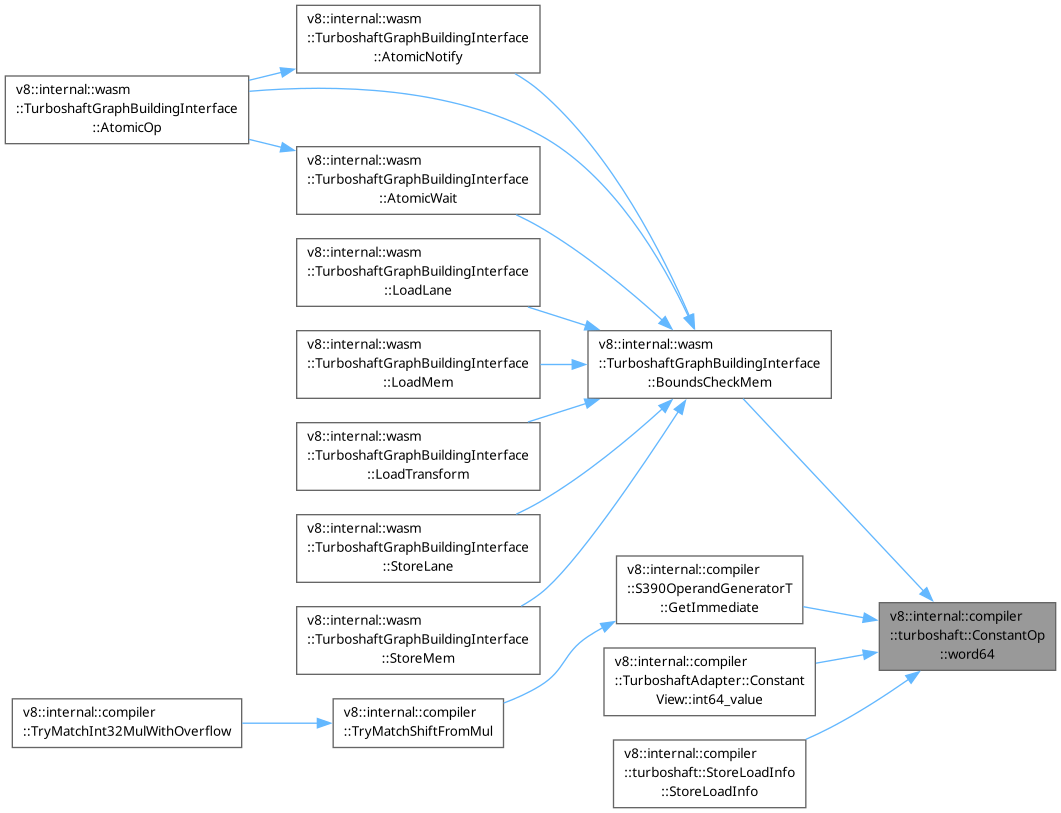 v8::internal::wasm
::TurboshaftGraphBuildingInterface
::AtomicNotify
v8::internal::wasm
::TurboshaftGraphBuildingInterface
::AtomicOp
v8::internal::wasm
::TurboshaftGraphBuildingInterface
::AtomicWait
v8::internal::wasm
::TurboshaftGraphBuildingInterface
::LoadLane
v8::internal::wasm
::TurboshaftGraphBuildingInterface
::LoadMem
v8::internal::wasm
::TurboshaftGraphBuildingInterface
::BoundsCheckMem
v8::internal::wasm
::TurboshaftGraphBuildingInterface
::LoadTransform
v8::internal::wasm
::TurboshaftGraphBuildingInterface
::StoreLane
v8::internal::compiler
::S390OperandGeneratorT
::GetImmediate
v8::internal::wasm
::TurboshaftGraphBuildingInterface
::StoreMem
v8::internal::compiler
::turboshaft::ConstantOp
::word64
v8::internal::compiler
::TurboshaftAdapter::Constant
View::int64_value
v8::internal::compiler
::TryMatchInt32MulWithOverflow
v8::internal::compiler
::TryMatchShiftFromMul
v8::internal::compiler
::turboshaft::StoreLoadInfo
::StoreLoadInfo